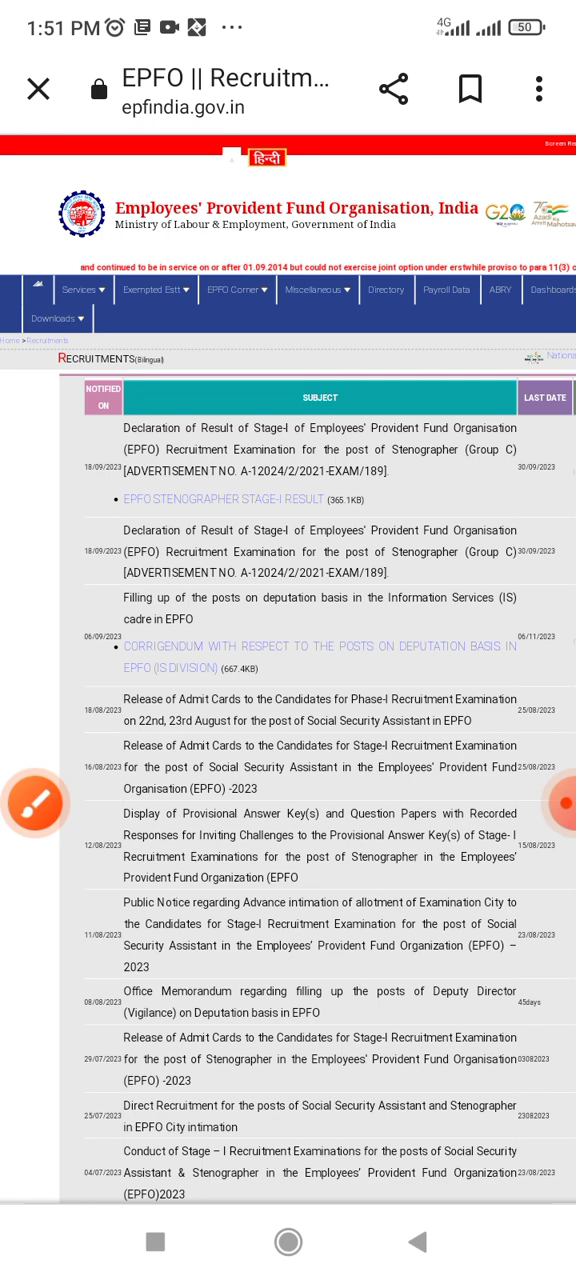 1:51 PM
4G
50
EPFO || Recruitm...
epfindia.gov.in
हिन्दी
Employees' Provident Fund Organisation, India
Ministry of Labour & Employment, Government of India
G20
75
and continued to be in service on or after 01.09.2014 but could not exercise joint option under erstwhile proviso to para 11(3) o
Services Exempted Estt EPFO Corner Miscellaneous Directory Payroll Data ABRY Dashboards
Downloads
Home > Recruitments
RECRUITMENTS(Bilingual)
Nationa
NOTIFIED ON SUBJECT LAST DATE
Declaration of Result of Stage-I of Employees' Provident Fund Organisation
(EPFO) Recruitment Examination for the post of Stenographer (Group C)
18/09/2023 [ADVERTISEMENT NO. A-12024/2/2021-EXAM/189]. 30/09/2023
• EPFO STENOGRAPHER STAGE-I RESULT (365.1KB)
Declaration of Result of Stage-I of Employees' Provident Fund Organisation
18/09/2023 (EPFO) Recruitment Examination for the post of Stenographer (Group C) 30/09/2023
[ADVERTISEMENT NO. A-12024/2/2021-EXAM/189].
Filling up of the posts on deputation basis in the Information Services (IS)
cadre in EPFO
06/09/2023 06/11/2023
• CORRIGENDUM WITH RESPECT TO THE POSTS ON DEPUTATION BASIS IN
EPFO (IS DIVISION) (667.4KB)
Release of Admit Cards to the Candidates for Phase-I Recruitment Examination
18/08/2023 25/08/2023
on 22nd, 23rd August for the post of Social Security Assistant in EPFO
Release of Admit Cards to the Candidates for Stage-I Recruitment Examination
16/08/2023 for the post of Social Security Assistant in the Employees' Provident Fund 25/08/2023
Organisation (EPFO) -2023
Display of Provisional Answer Key(s) and Question Papers with Recorded
Responses for Inviting Challenges to the Provisional Answer Key(s) of Stage- I
12/08/2023 15/08/2023
Recruitment Examinations for the post of Stenographer in the Employees'
Provident Fund Organization (EPFO
Public Notice regarding Advance intimation of allotment of Examination City to
the Candidates for Stage-I Recruitment Examination for the post of Social
11/08/2023 23/08/2023
Security Assistant in the Employees' Provident Fund Organization (EPFO) –
2023
Office Memorandum regarding filling up the posts of Deputy Director
08/08/2023 45days
(Vigilance) on Deputation basis in EPFO
Release of Admit Cards to the Candidates for Stage-I Recruitment Examination
29/07/2023 for the post of Stenographer in the Employees' Provident Fund Organisation 03082023
(EPFO) -2023
Direct Recruitment for the posts of Social Security Assistant and Stenographer
25/07/2023 23082023
in EPFO City intimation
Conduct of Stage – I Recruitment Examinations for the posts of Social Security
04/07/2023 Assistant & Stenographer in the Employees' Provident Fund Organization 23/08/2023
(EPFO)2023